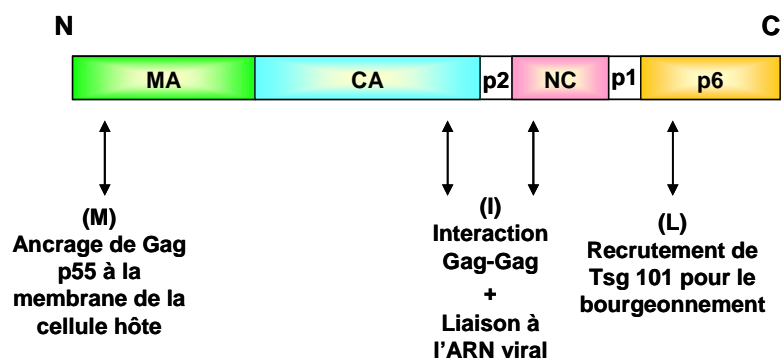 N C
MA CA p2 NC p1 p6
(M)
Ancrage de Gag
p55 à la
membrane de la
cellule hôte
(I)
Interaction
Gag-Gag
+
Liaison à
l'ARN viral
(L)
Recrutement de
Tsg 101 pour le
bourgeonnement